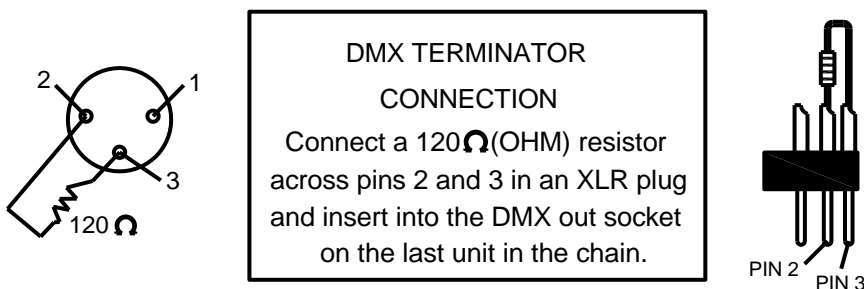 2
1
3
120 Ω
DMX TERMINATOR
CONNECTION
Connect a 120Ω(OHM) resistor
across pins 2 and 3 in an XLR plug
and insert into the DMX out socket
on the last unit in the chain.
PIN 2
PIN 3